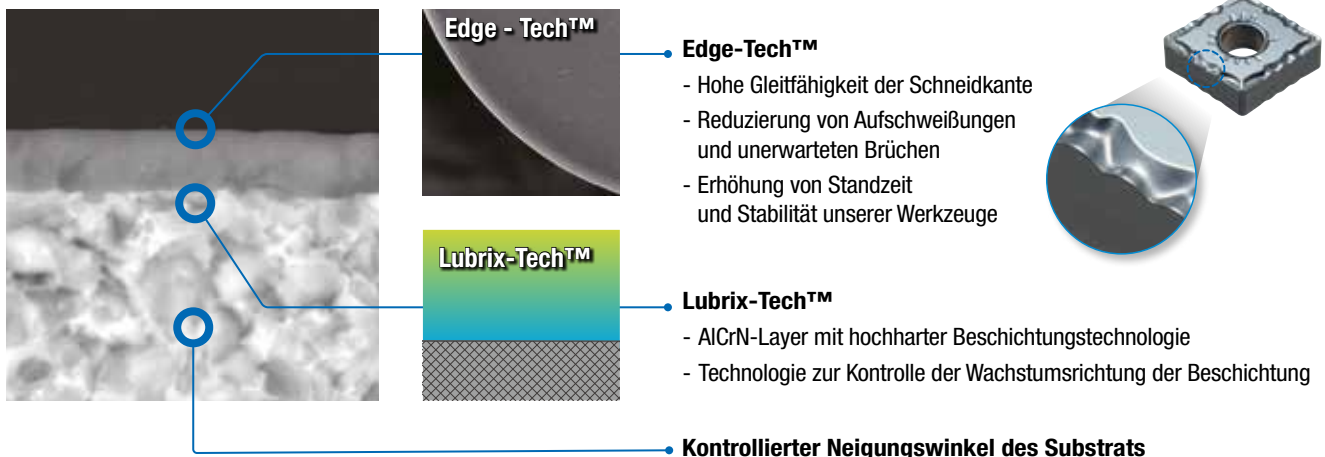 Edge - Tech™
Edge-Tech™
- Hohe Gleitfähigkeit der Schneidkante
- Reduzierung von Aufschweißungen
und unerwarteten Brüchen
- Erhöhung von Standzeit
und Stabilität unserer Werkzeuge
Lubrix-Tech™
Lubrix-Tech™
- AlCrN-Layer mit hochharter Beschichtungstechnologie
- Technologie zur Kontrolle der Wachstumsrichtung der Beschichtung
Kontrollierter Neigungswinkel des Substrats